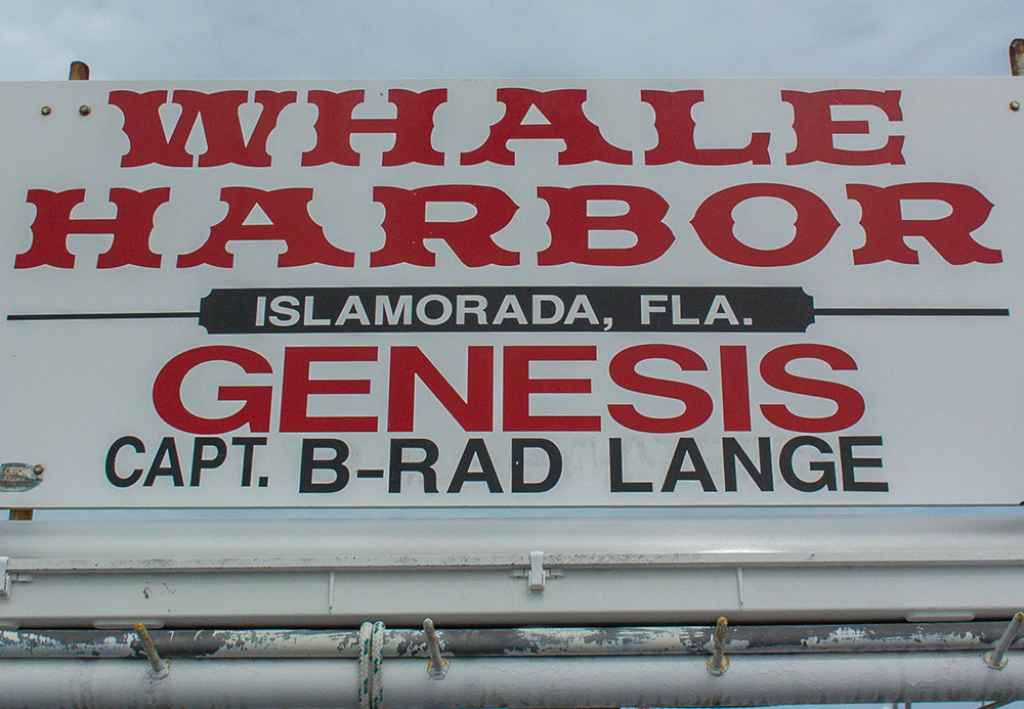 WHALE
HARBOR
ISLAMORADA, FLA.
GENESIS
CAPT. B-RAD LANGE